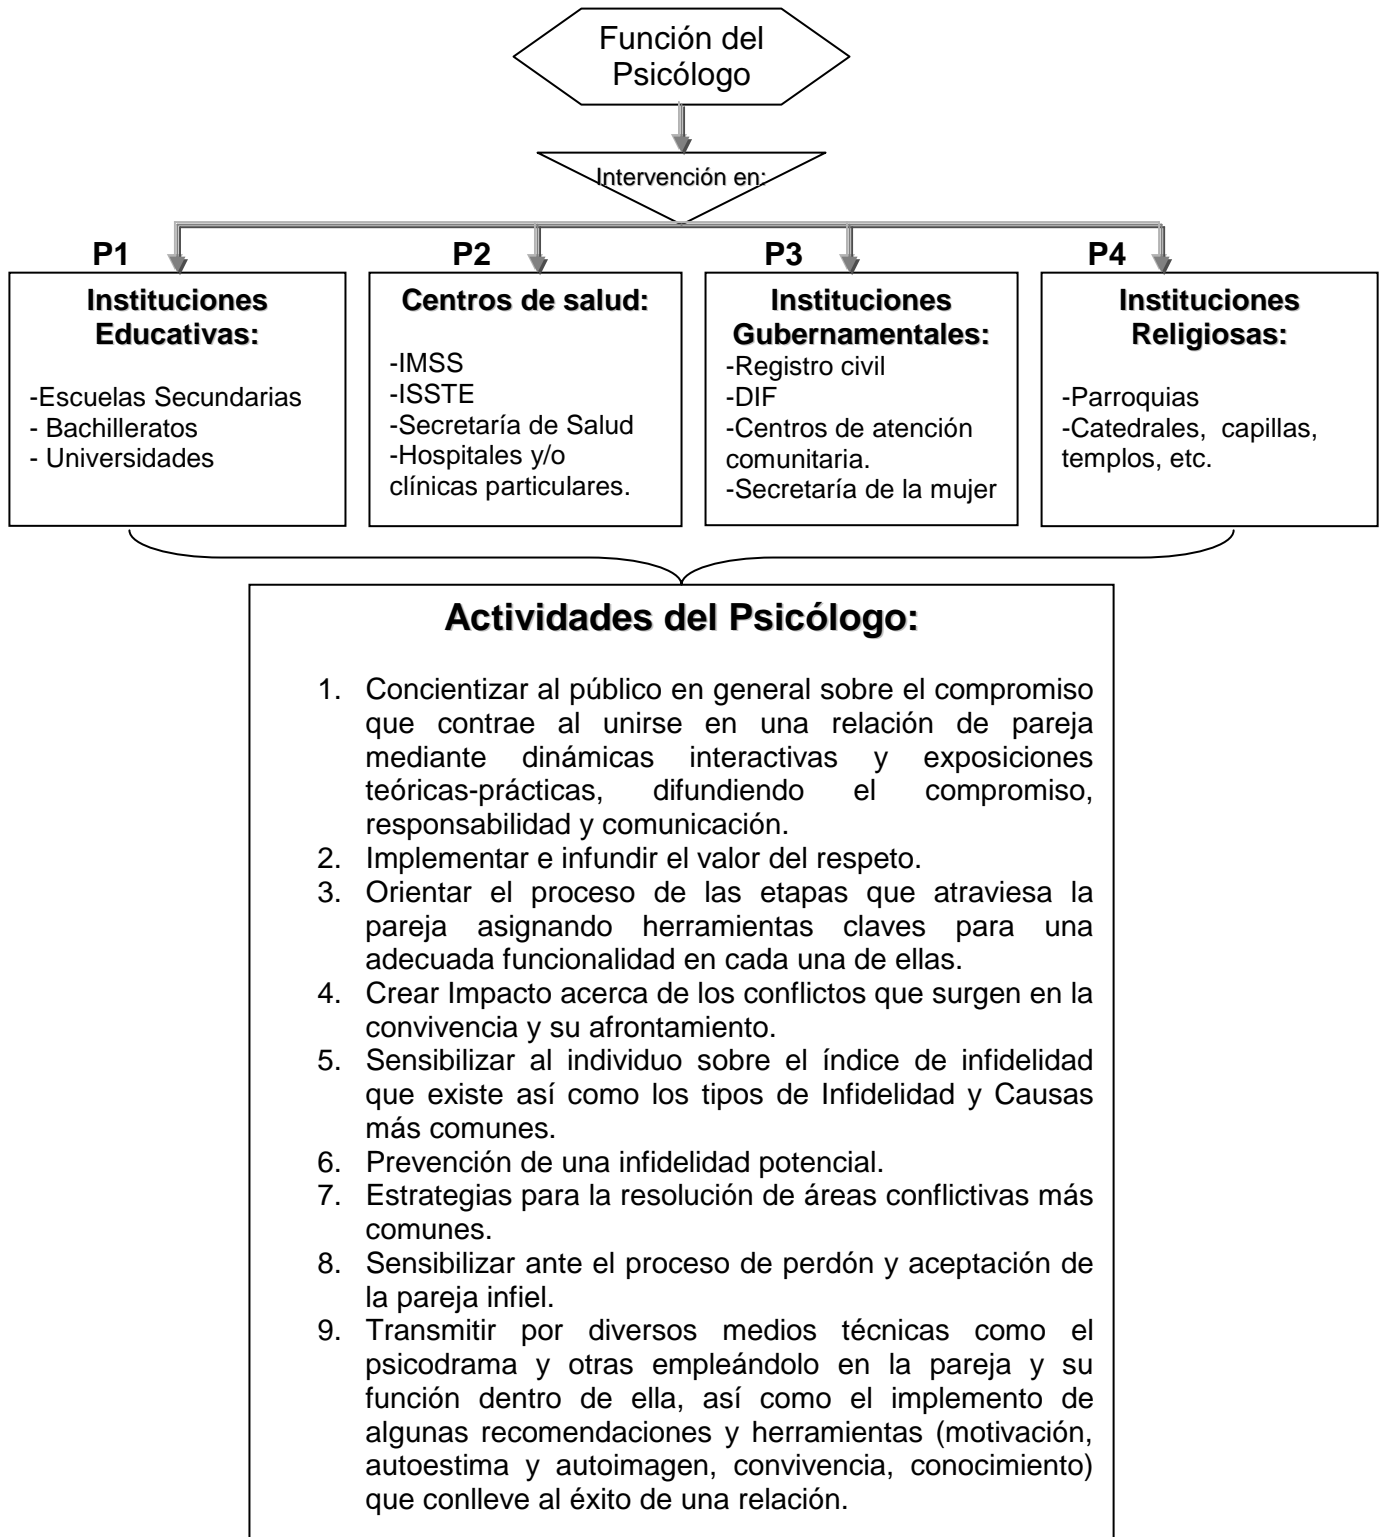 Función del
Psicólogo
Intervención en:
P1
Instituciones
Educativas:
-Escuelas Secundarias
- Bachilleratos
- Universidades
P2
Centros de salud:
-IMSS
-ISSTE
-Secretaría de Salud
-Hospitales y/o
clínicas particulares.
P3
Instituciones
Gubernamentales:
-Registro civil
-DIF
-Centros de atención
comunitaria.
-Secretaría de la mujer
P4
Instituciones
Religiosas:
-Parroquias
-Catedrales, capillas,
templos, etc.
Actividades del Psicólogo:
1. Concientizar al público en general sobre el compromiso
que contrae al unirse en una relación de pareja
mediante dinámicas interactivas y exposiciones
teóricas-prácticas, difundiendo el compromiso,
responsabilidad y comunicación.
2. Implementar e infundir el valor del respeto.
3. Orientar el proceso de las etapas que atraviesa la
pareja asignando herramientas claves para una
adecuada funcionalidad en cada una de ellas.
4. Crear Impacto acerca de los conflictos que surgen en la
convivencia y su afrontamiento.
5. Sensibilizar al individuo sobre el índice de infidelidad
que existe así como los tipos de Infidelidad y Causas
más comunes.
6. Prevención de una infidelidad potencial.
7. Estrategias para la resolución de áreas conflictivas más
comunes.
8. Sensibilizar ante el proceso de perdón y aceptación de
la pareja infiel.
9. Transmitir por diversos medios técnicas como el
psicodrama y otras empleándolo en la pareja y su
función dentro de ella, así como el implemento de
algunas recomendaciones y herramientas (motivación,
autoestima y autoimagen, convivencia, conocimiento)
que conlleve al éxito de una relación.